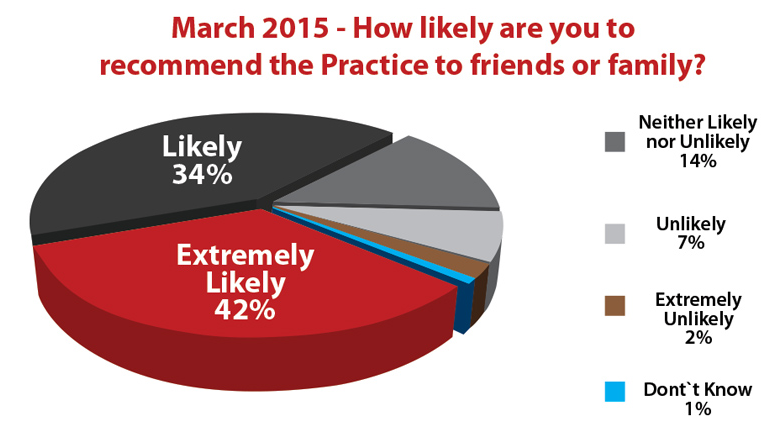 March 2015 - How likely are you to
recommend the Practice to friends or family?
Likely
34%
Extremely
Likely
42%
Neither Likely
nor Unlikely
14%
Unlikely
7%
Extremely
Unlikely
2%
Dont`t Know
1%